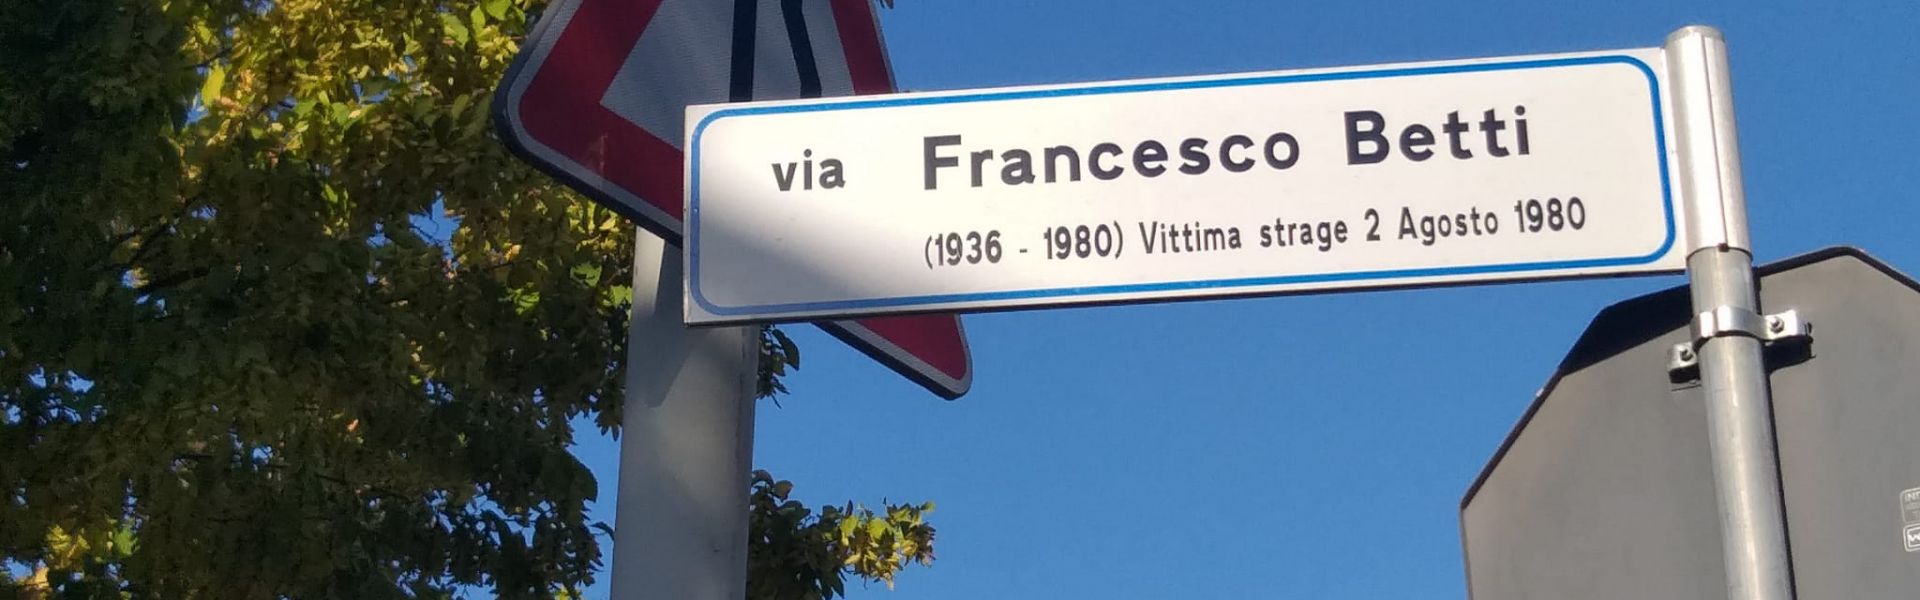 via Francesco Betti
(1936 - 1980) Vittima strage 2 Agosto 1980